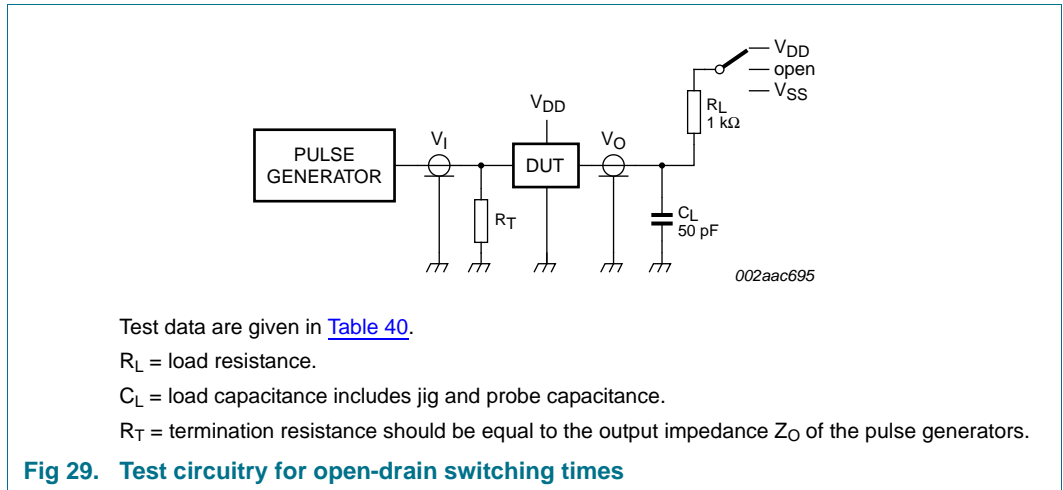 VDD
open
VSS
RL
1 kΩ
VDD
VI
VO
PULSE
GENERATOR
DUT
RT
CL
50 pF
002aac695
Test data are given in Table 40.
RL = load resistance.
CL = load capacitance includes jig and probe capacitance.
RT = termination resistance should be equal to the output impedance ZO of the pulse generators.
Fig 29. Test circuitry for open-drain switching times